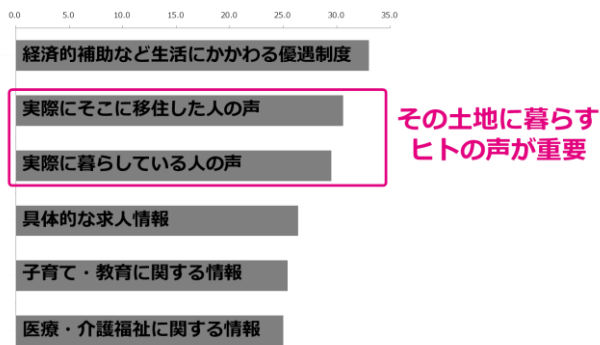 0.0 5.0 10.0 15.0 20.0 25.0 30.0 35.0
経済的補助など生活にかかわる優遇制度
実際にそこに移住した人の声
実際に暮らしている人の声
その土地に暮らす
ヒトの声が重要
具体的な求人情報
子育て・教育に関する情報
医療・介護福祉に関する情報